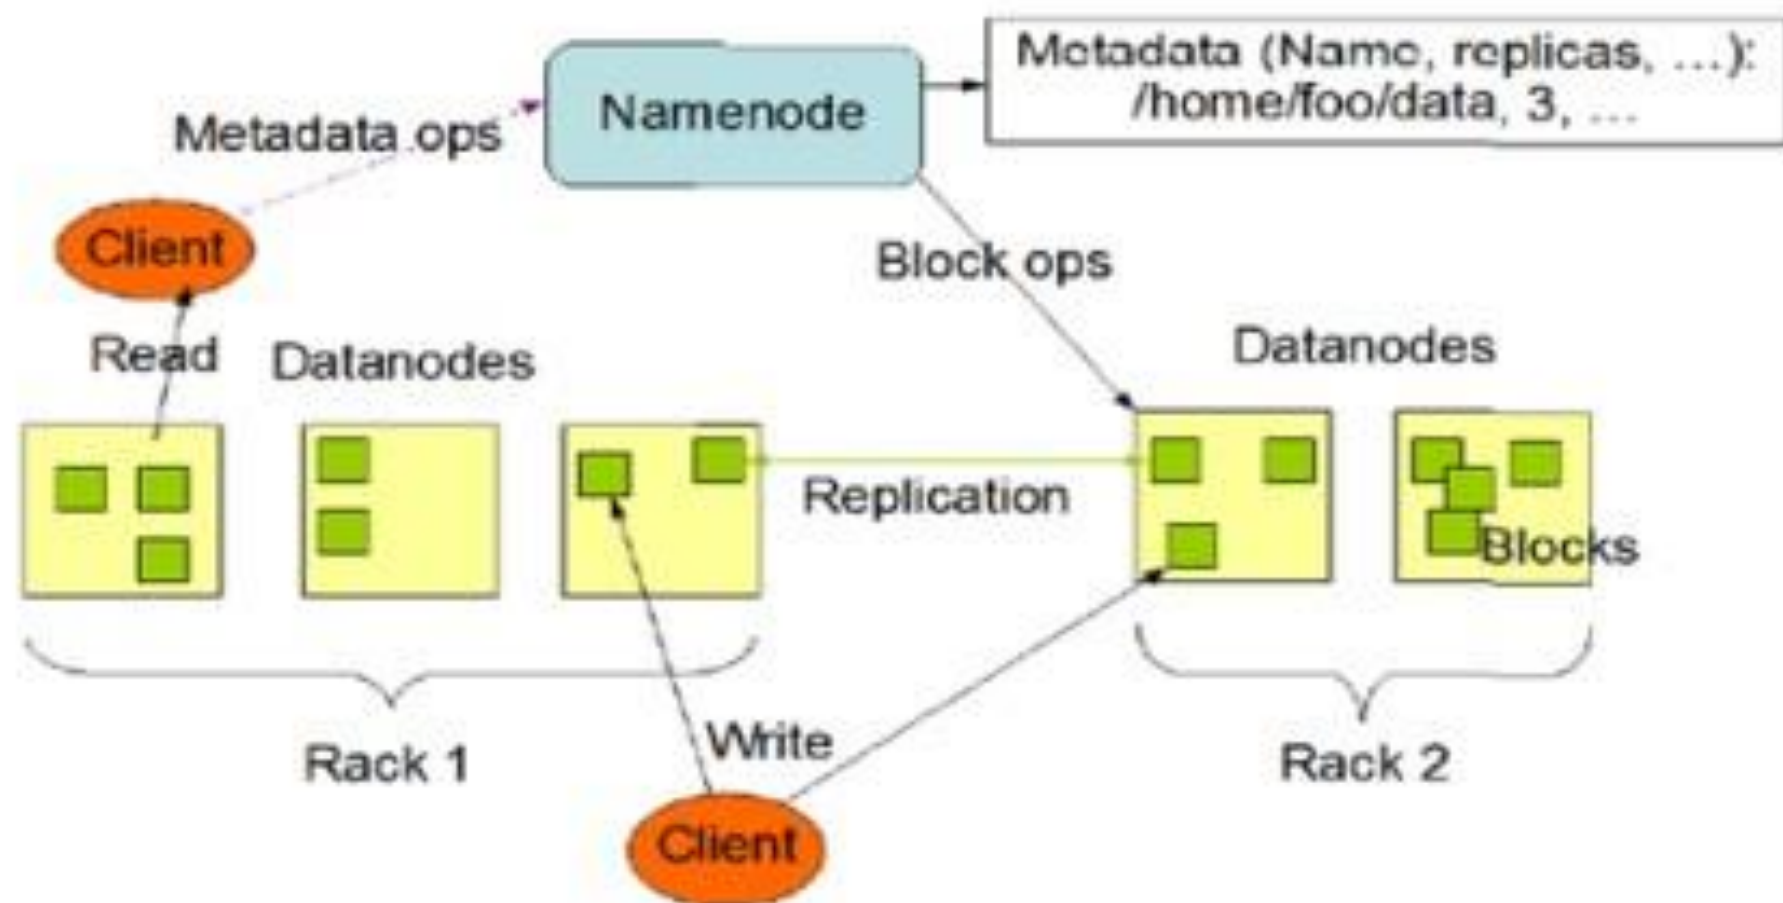 Metadata (Name, replicas, ...):
/home/foo/data, 3, ...
Namenode
Metadata ops
Client
Block ops
Read
Datanodes
Datanodes
Replication
Blocks
Rack 1
Write
Rack 2
Client